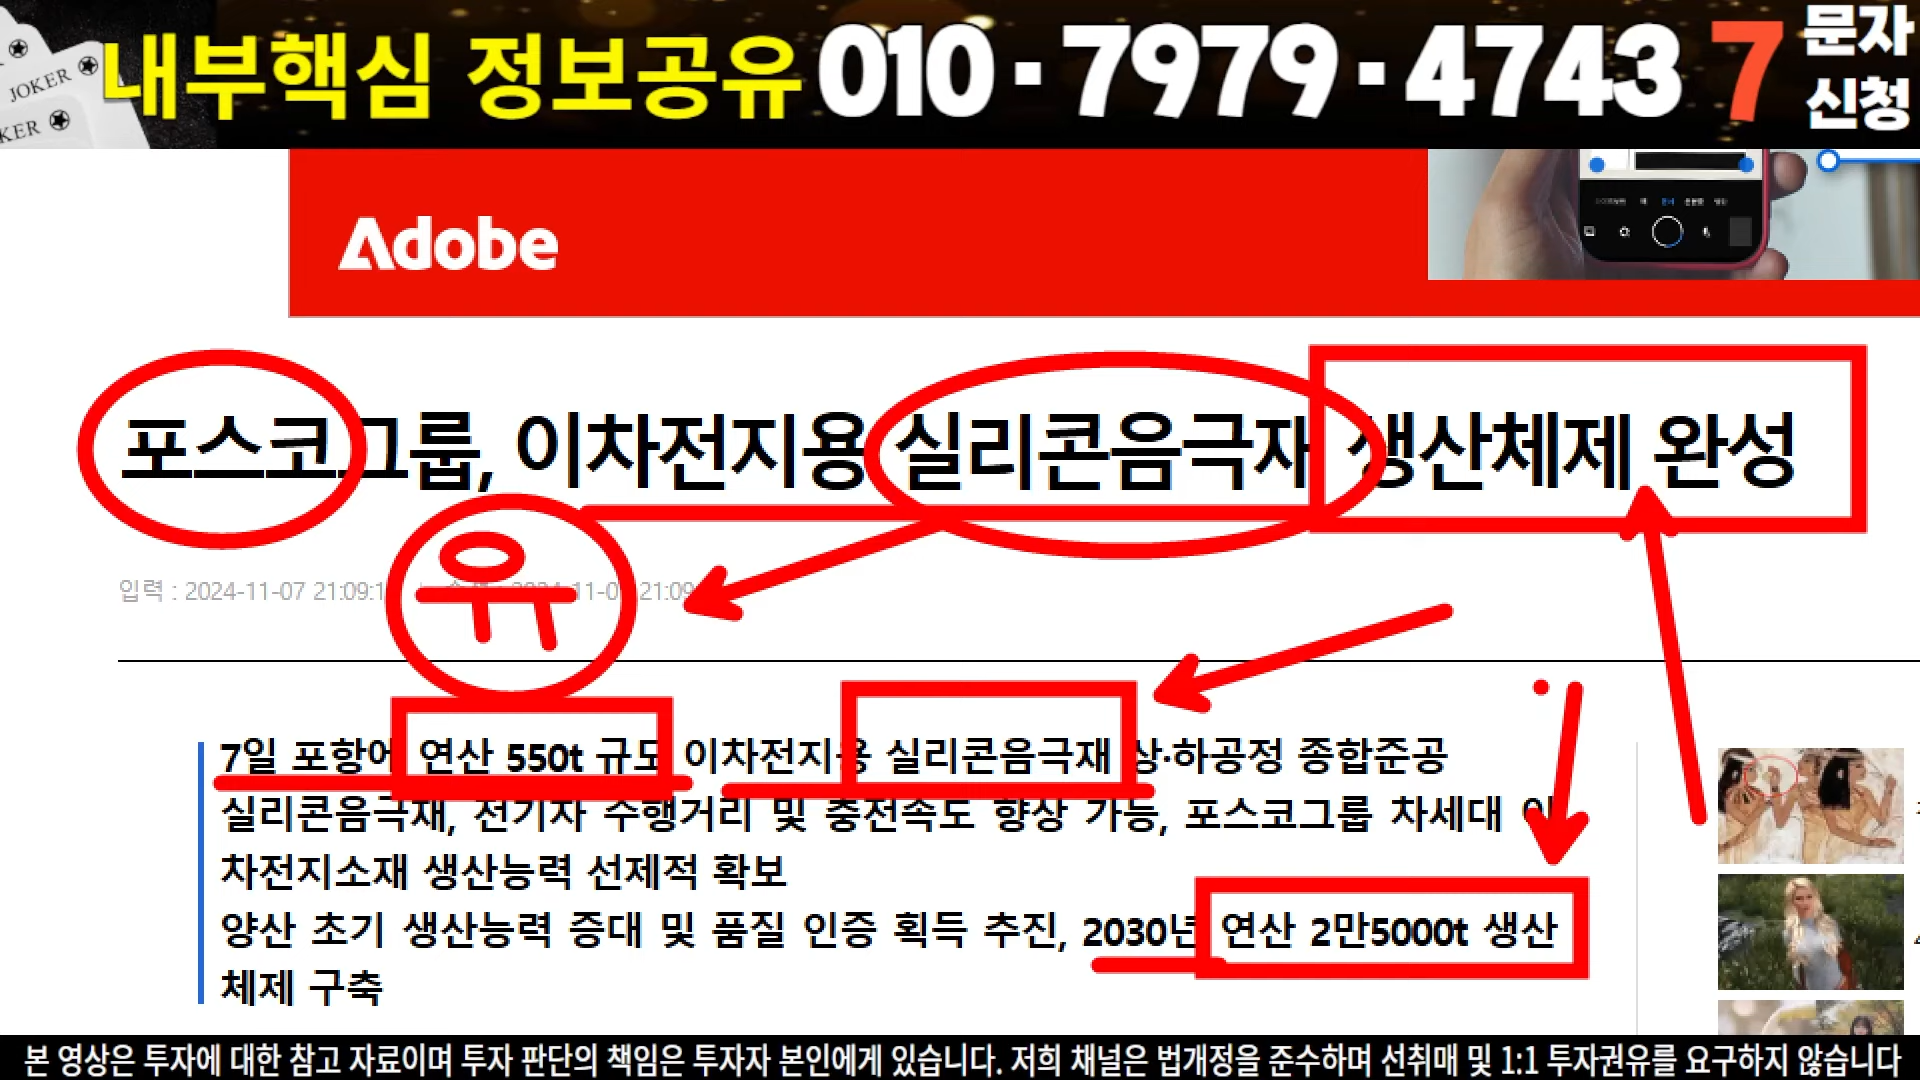 내부핵심 정보공유 010·7979·4743 7 문자
신청
JOKER
KER
Adobe
포스코그룹, 이차전지용 실리콘음극재 생산체제 완성
유
입력 : 2024-11-07 21:09:1
21:09
7일 포항에 연산 550t 규모 이차전지용 실리콘음극재 상·하공정 종합준공
실리콘음극재, 전기차 주행거리 및 충전속도 향상 가능, 포스코그룹 차세대 이
차전지소재 생산능력 선제적 확보
양산 초기 생산능력 증대 및 품질 인증 획득 추진, 2030년 연산 2만5000t 생산
체제 구축
본 영상은 투자에 대한 참고 자료이며 투자 판단의 책임은 투자자 본인에게 있습니다. 저희 채널은 법개정을 준수하며 선취매 및 1:1 투자권유를 요구하지 않습니다